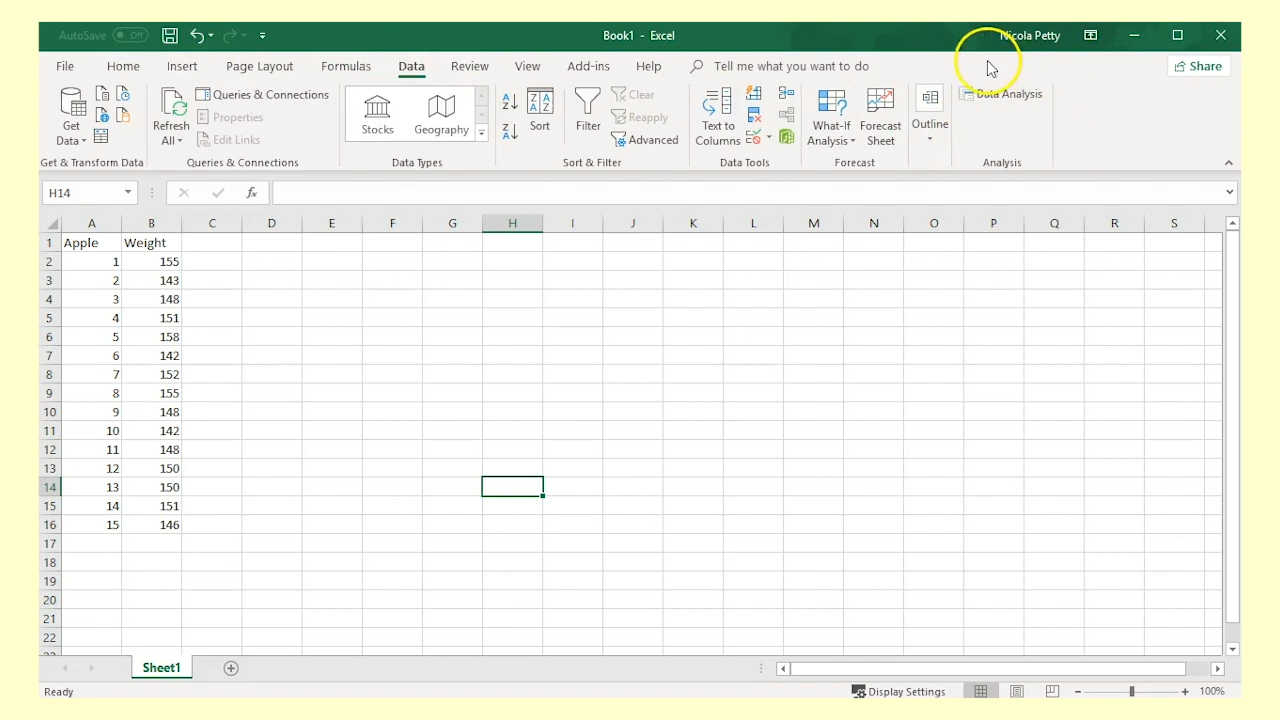 AutoSave Off Book1 - Excel Nicola Petty
File Home Insert Page Layout Formulas Data Review View Add-ins Help Tell me what you want to do Share
Get Data
Refresh All
Queries & Connections
Properties
Edit Links
Stocks Geography
Sort
Filter
Clear
Reapply
Advanced
Text to Columns
What-If Analysis
Forecast Sheet
Outline
Data Analysis
Get & Transform Data Queries & Connections Data Types Sort & Filter Data Tools Forecast Analysis
H14 fx
A B C D E F G H I J K L M N O P Q R S
1 Apple Weight
2 1 155
3 2 143
4 3 148
5 4 151
6 5 158
7 6 142
8 7 152
9 8 155
10 9 148
11 10 142
12 11 148
13 12 150
14 13 150
15 14 151
16 15 146
17
18
19
20
21
22
Sheet1
Ready Display Settings 100%